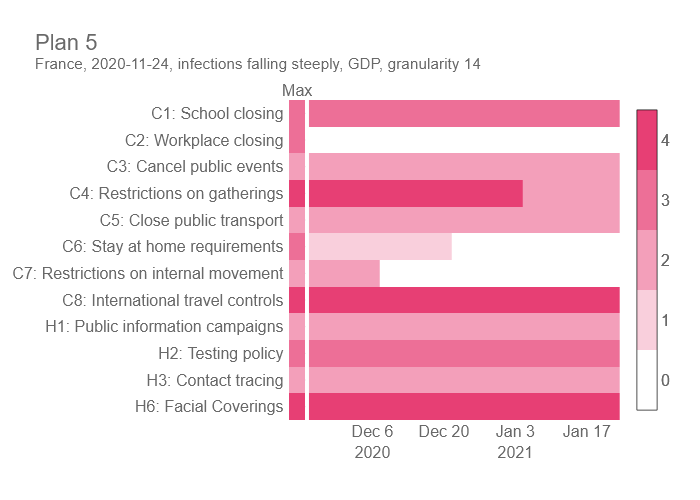 Plan 5
France, 2020-11-24, infections falling steeply, GDP, granularity 14
Max
C1: School closing
C2: Workplace closing
C3: Cancel public events
C4: Restrictions on gatherings
C5: Close public transport
C6: Stay at home requirements
C7: Restrictions on internal movement
C8: International travel controls
H1: Public information campaigns
H2: Testing policy
H3: Contact tracing
H6: Facial Coverings
4
3
2
1
0
Dec 6 Dec 20 Jan 3 Jan 17
2020 2021